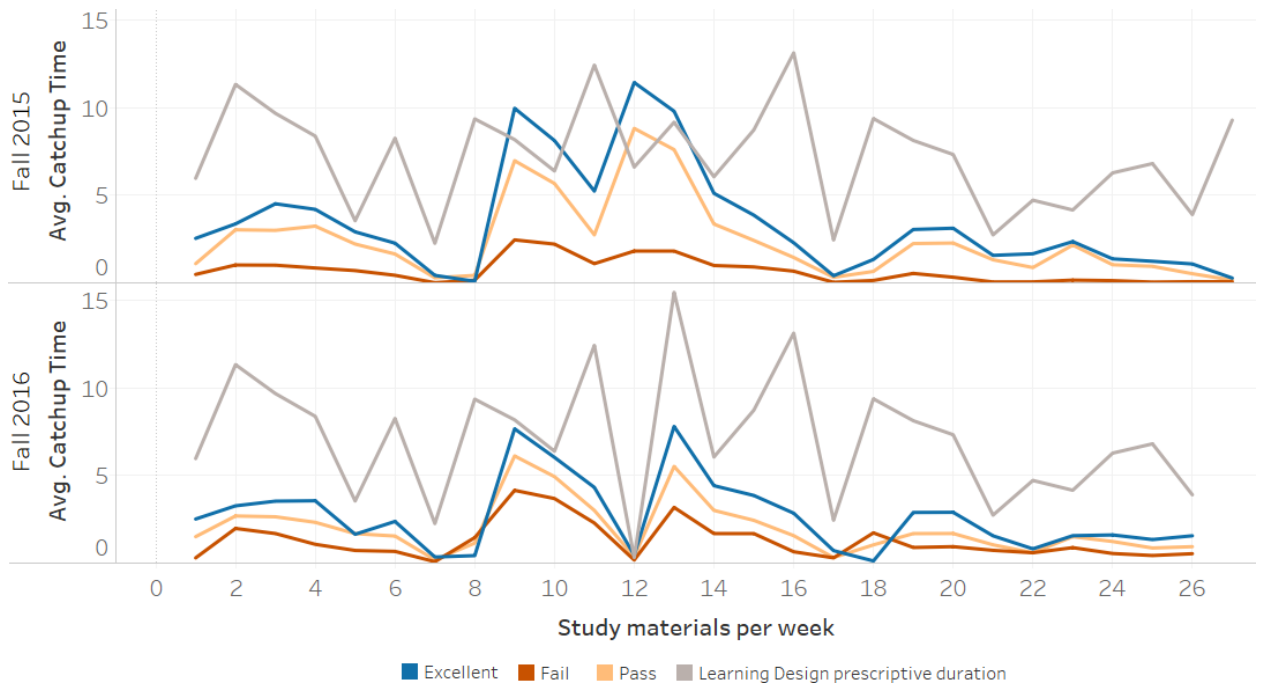 Fall 2015
Avg. Catchup Time
15
10
5
0
Fall 2016
Avg. Catchup Time
15
10
5
0
0 2 4 6 8 10 12 14 16 18 20 22 24 26
Study materials per week
Excellent Fail Pass Learning Design prescriptive duration